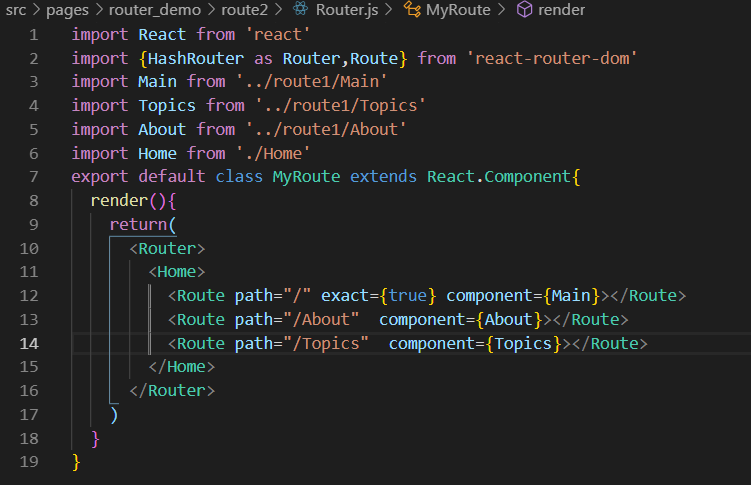 src > pages > router_demo > route2 > Router.js > MyRoute > render
1 import React from 'react'
2 import {HashRouter as Router,Route} from 'react-router-dom'
3 import Main from '../route1/Main'
4 import Topics from '../route1/Topics'
5 import About from '../route1/About'
6 import Home from './Home'
7 export default class MyRoute extends React.Component{
8   render(){
9     return(
10       <Router>
11         <Home>
12           <Route path="/" exact={true} component={Main}></Route>
13           <Route path="/About"  component={About}></Route>
14           <Route path="/Topics"  component={Topics}></Route>
15         </Home>
16       </Router>
17     )
18   }
19 }